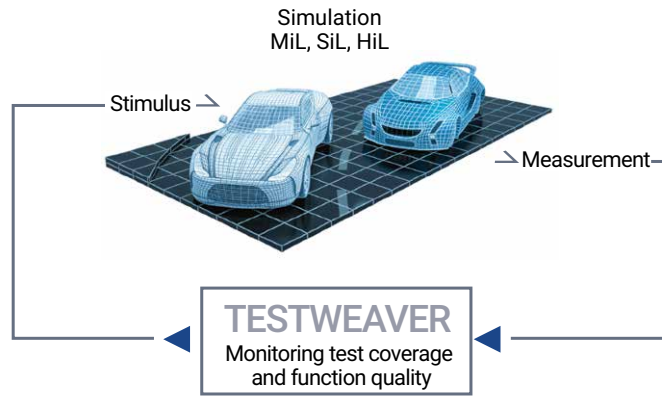 Simulation
MiL, SiL, HiL
Stimulus
Measurement
TESTWEAVER
Monitoring test coverage
and function quality